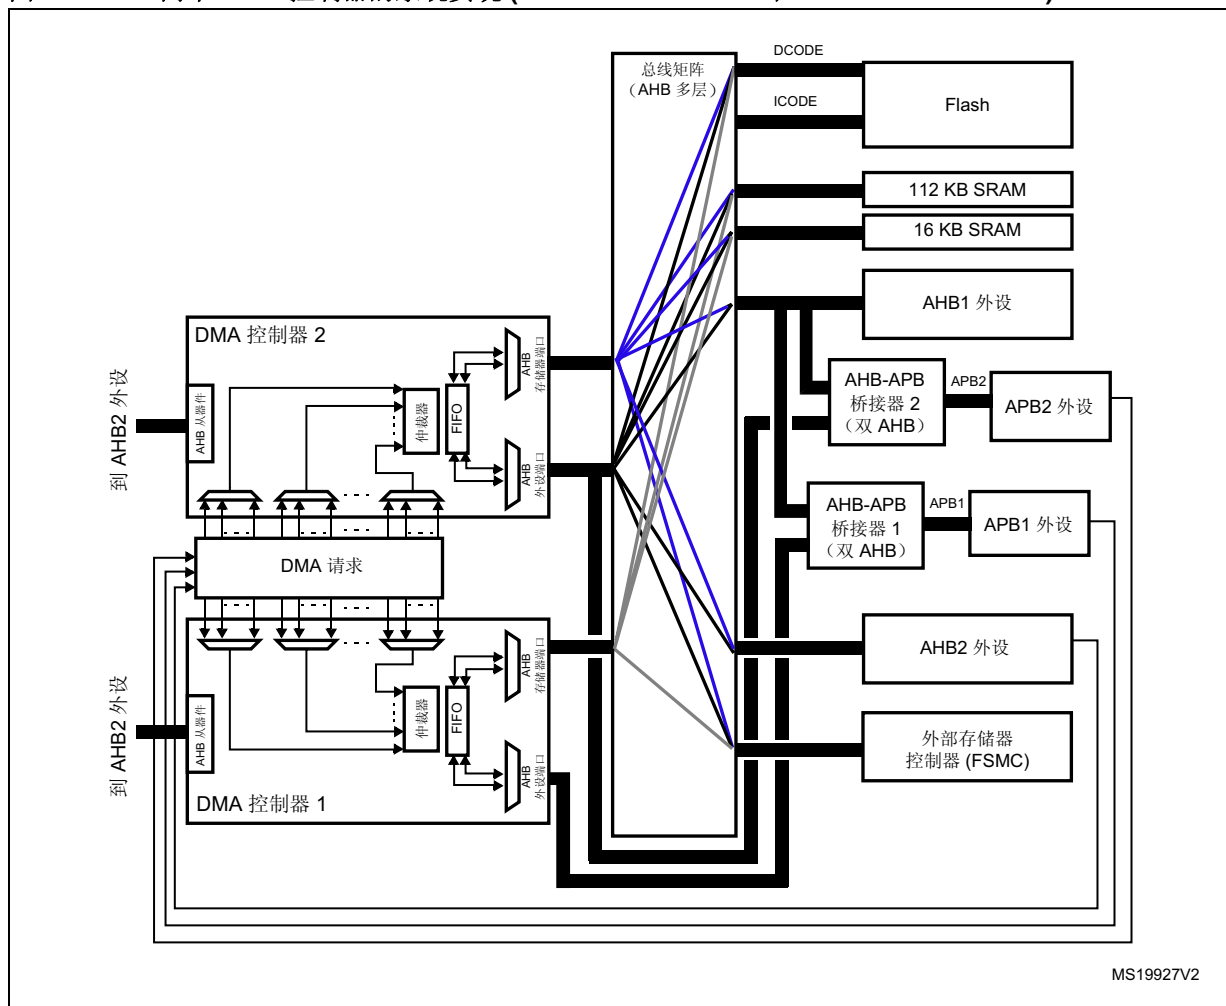 总线矩阵
（AHB 多层）
DCODE
ICODE
Flash
112 KB SRAM
16 KB SRAM
AHB1 外设
DMA 控制器 2
到 AHB2 外设
AHB 从器件
仲裁器
FIFO
AHB
存储器端口
AHB
外设端口
AHB-APB
桥接器 2
（双 AHB）
APB2
APB2 外设
AHB-APB
桥接器 1
（双 AHB）
APB1
APB1 外设
DMA 请求
到 AHB2 外设
AHB 从器件
仲裁器
FIFO
AHB
存储器端口
AHB
外设端口
DMA 控制器 1
AHB2 外设
外部存储器
控制器 (FSMC)
MS19927V2